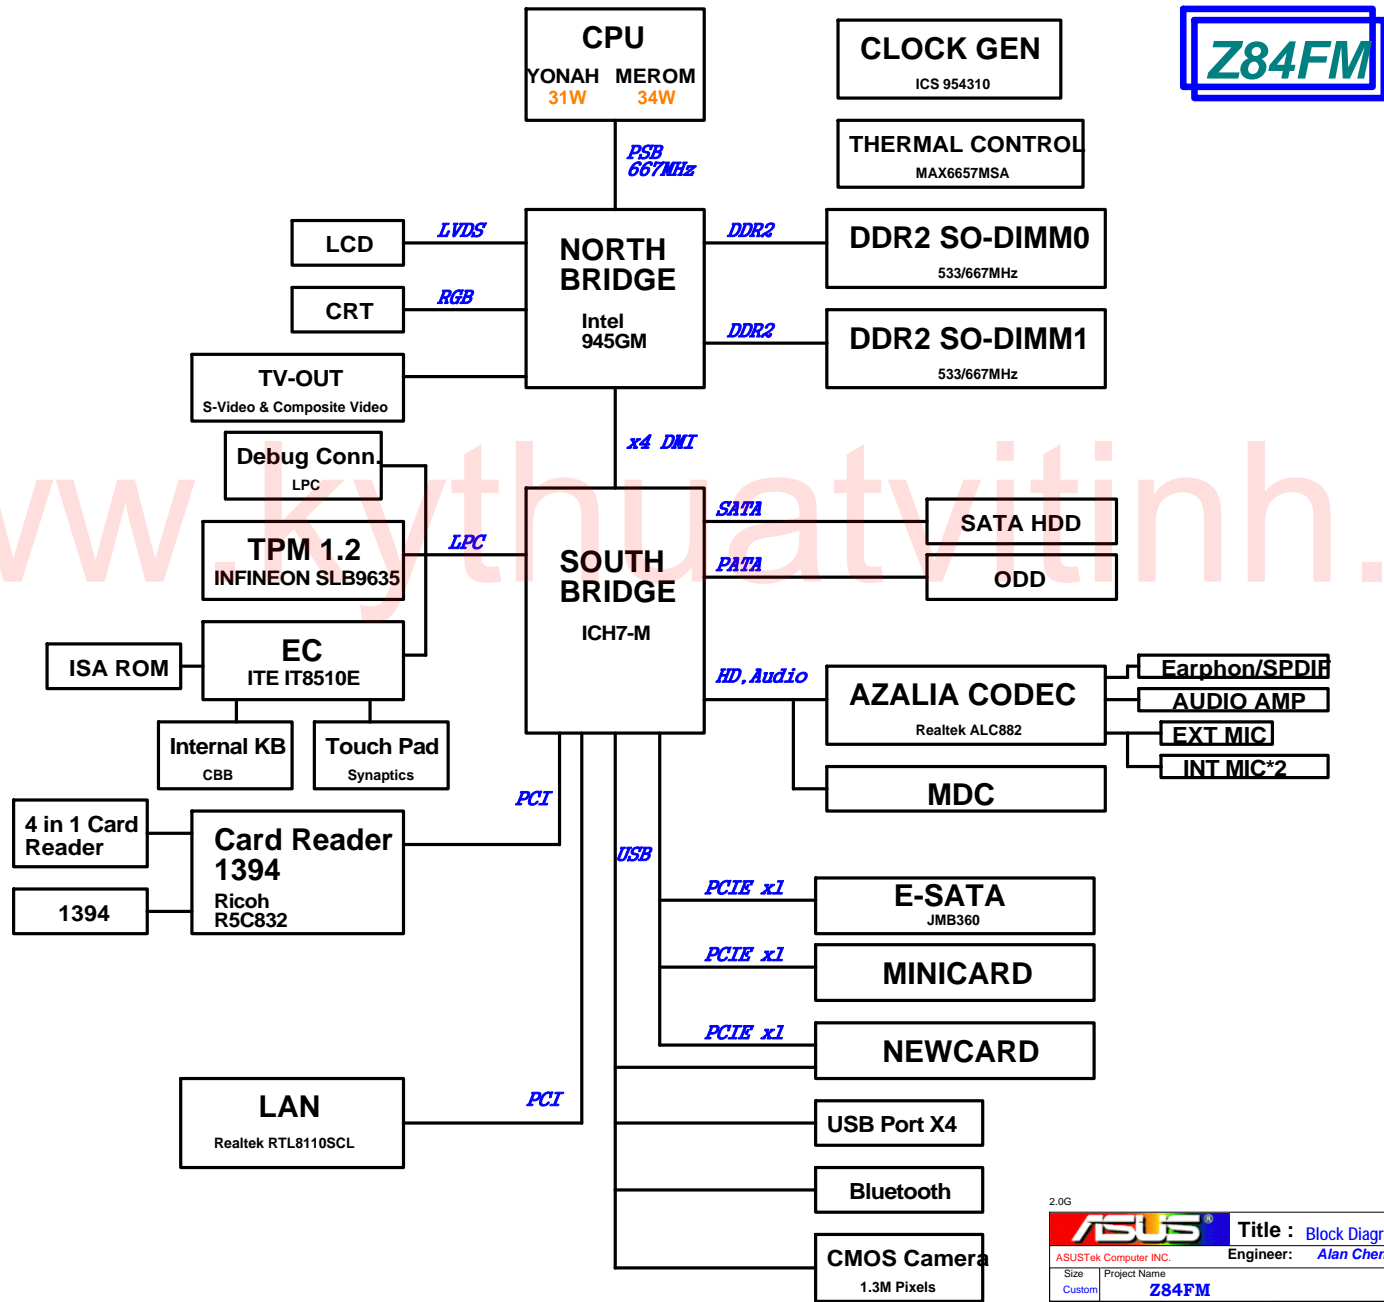 CPU
YONAH MEROM
31W 34W
CLOCK GEN
ICS 954310
Z84FM
THERMAL CONTROL
MAX6657MSA
PSB
667MHz
LCD
LVDS
NORTH
BRIDGE
Intel
945GM
DDR2
DDR2 SO-DIMM0
533/667MHz
CRT
RGB
DDR2
DDR2 SO-DIMM1
533/667MHz
TV-OUT
S-Video & Composite Video
x4 DMI
Debug Conn.
LPC
www.kythuatvitinh.
TPM 1.2
INFINEON SLB9635
LPC
SOUTH
BRIDGE
ICH7-M
SATA
SATA HDD
PATA
ODD
ISA ROM
EC
ITE IT8510E
HD,Audio
AZALIA CODEC
Realtek ALC882
Earphon/SPDIF
AUDIO AMP
EXT MIC
INT MIC*2
Internal KB
CBB
Touch Pad
Synaptics
MDC
PCI
4 in 1 Card
Reader
Card Reader
1394
Ricoh
R5C832
1394
USB
PCIE x1
E-SATA
JMB360
PCIE x1
MINICARD
PCIE x1
NEWCARD
LAN
Realtek RTL8110SCL
PCI
USB Port X4
Bluetooth
CMOS Camera
1.3M Pixels
2.0G
ASUS®
Title : Block Diagr
ASUSTek Computer INC.
Engineer: Alan Chen
Size Project Name
Custom Z84FM